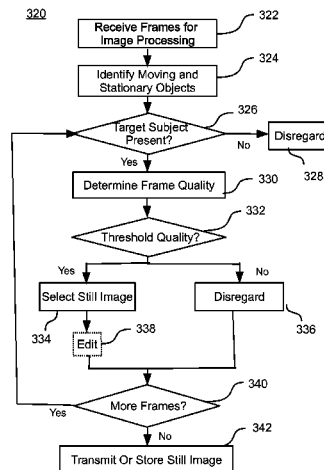 320
322
Receive Frames for
Image Processing
324
Identify Moving and
Stationary Objects
326
Target Subject
Present?
No
Disregard
328
Yes
Determine Frame Quality
330
332
Threshold Quality?
Yes
No
Select Still Image
Disregard
334
338
336
Edit
340
More Frames?
Yes
No
342
Transmit Or Store Still Image